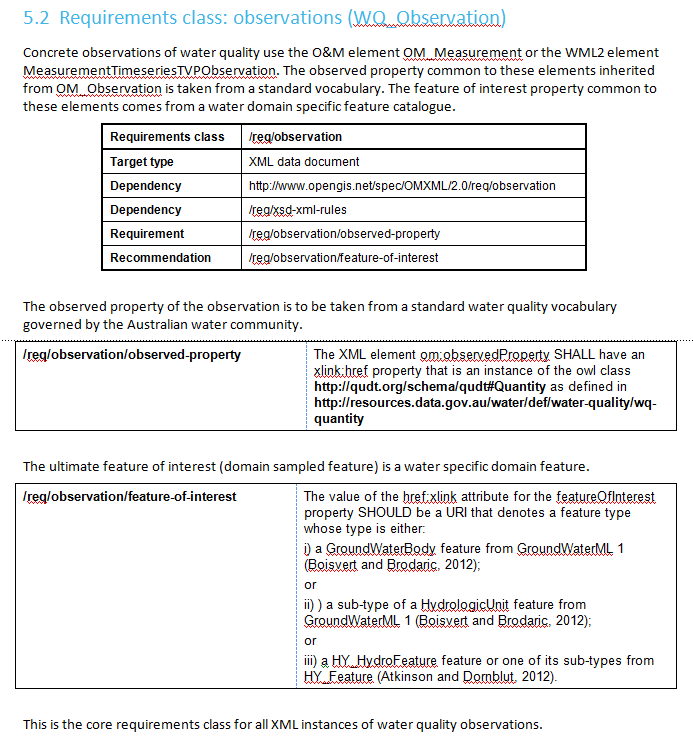 5.2 Requirements class: observations (WQ_Observation)
Concrete observations of water quality use the O&M element OM_Measurement or the WML2 element
MeasurementTimeseriesTVPObservation. The observed property common to these elements inherited
from OM_Observation is taken from a standard vocabulary. The feature of interest property common to
these elements comes from a water domain specific feature catalogue.
Requirements class /req/observation
Target type XML data document
Dependency http://www.opengis.net/spec/OMXML/2.0/req/observation
Dependency /req/xsd-xml-rules
Requirement /req/observation/observed-property
Recommendation /req/observation/feature-of-interest
The observed property of the observation is to be taken from a standard water quality vocabulary
governed by the Australian water community.
/req/observation/observed-property The XML element om:observedProperty SHALL have an
xlink:href property that is an instance of the owl class
http://qudt.org/schema/qudt#Quantity as defined in
http://resources.data.gov.au/water/def/water-quality/wq-
quantity
The ultimate feature of interest (domain sampled feature) is a water specific domain feature.
/req/observation/feature-of-interest The value of the href:xlink attribute for the featureOfInterest
property SHOULD be a URI that denotes a feature type
whose type is either:
i) a GroundWaterBody feature from GroundWaterML 1
(Boisvert and Brodaric, 2012);
or
ii) ) a sub-type of a HydrologicUnit feature from
GroundWaterML 1 (Boisvert and Brodaric, 2012);
or
iii) a HY_HydroFeature feature or one of its sub-types from
HY_Feature (Atkinson and Dornblut, 2012).
This is the core requirements class for all XML instances of water quality observations.